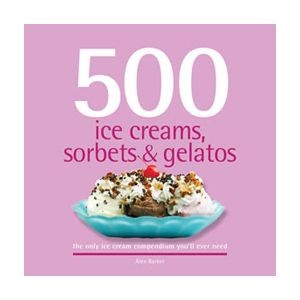 500
ice creams,
sorbets & gelatos
the only ice cream compendium you'll ever need
Alex Barker